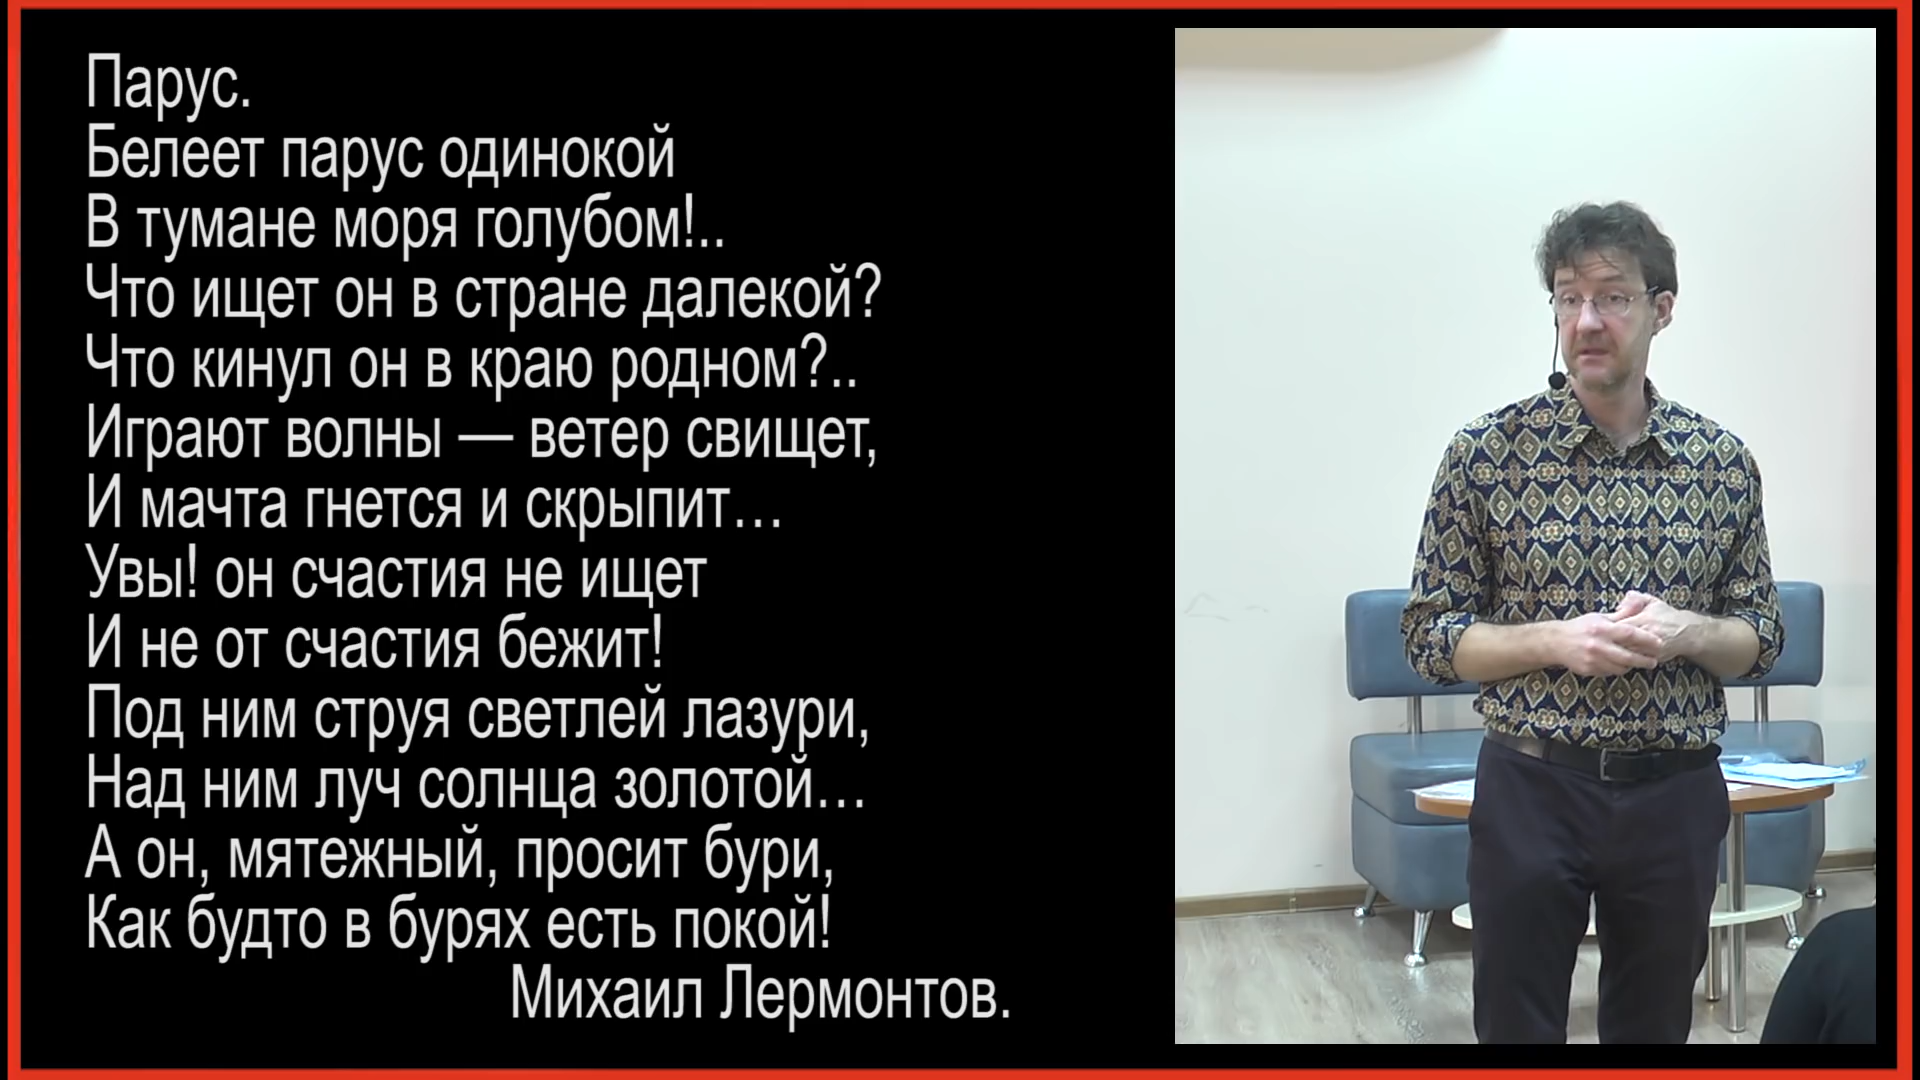 Парус.
Белеет парус одинокой
В тумане моря голубом!..
Что ищет он в стране далекой?
Что кинул он в краю родном?..
Играют волны — ветер свищет,
И мачта гнется и скрыпит…
Увы! он счастия не ищет
И не от счастия бежит!
Под ним струя светлей лазури,
Над ним луч солнца золотой…
А он, мятежный, просит бури,
Как будто в бурях есть покой!
Михаил Лермонтов.